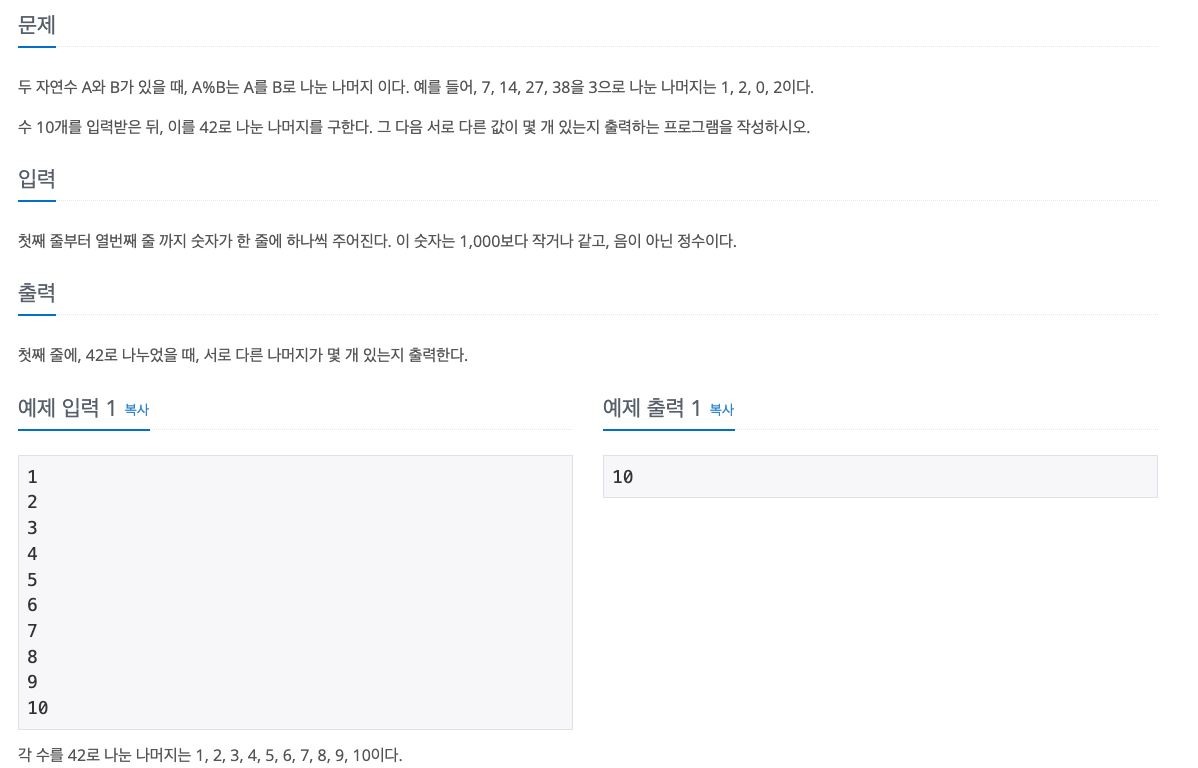 문제
두 자연수 A와 B가 있을 때, A%B는 A를 B로 나눈 나머지 이다. 예를 들어, 7, 14, 27, 38을 3으로 나눈 나머지는 1, 2, 0, 2이다.
수 10개를 입력받은 뒤, 이를 42로 나눈 나머지를 구한다. 그 다음 서로 다른 값이 몇 개 있는지 출력하는 프로그램을 작성하시오.
입력
첫째 줄부터 열번째 줄 까지 숫자가 한 줄에 하나씩 주어진다. 이 숫자는 1,000보다 작거나 같고, 음이 아닌 정수이다.
출력
첫째 줄에, 42로 나누었을 때, 서로 다른 나머지가 몇 개 있는지 출력한다.
예제 입력 1 복사
1
2
3
4
5
6
7
8
9
10
예제 출력 1 복사
10
각 수를 42로 나눈 나머지는 1, 2, 3, 4, 5, 6, 7, 8, 9, 10이다.